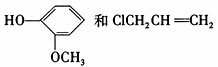 HO 和 ClCH₂CH=CH₂
OCH₃